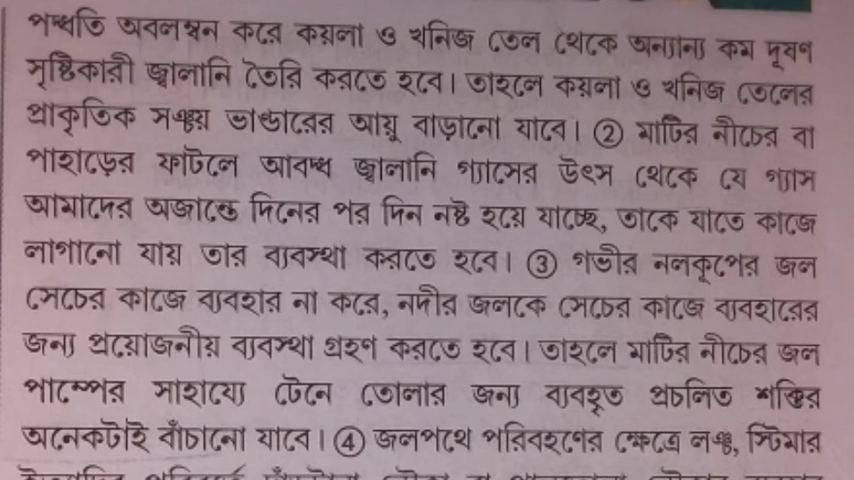 পদ্ধতি অবলম্বন করে কয়লা ও খনিজ তেল থেকে অন্যান্য কম দূষণ
সৃষ্টিকারী জ্বালানি তৈরি করতে হবে। তাহলে কয়লা ও খনিজ তেলের
প্রাকৃতিক সঞ্চয় ভাণ্ডারের আয়ু বাড়ানো যাবে। ② মাটির নীচের বা
পাহাড়ের ফাটলে আবদ্ধ জ্বালানি গ্যাসের উৎস থেকে যে গ্যাস
আমাদের অজান্তে দিনের পর দিন নষ্ট হয়ে যাচ্ছে, তাকে যাতে কাজে
লাগানো যায় তার ব্যবস্থা করতে হবে। ③ গভীর নলকূপের জল
সেচের কাজে ব্যবহার না করে, নদীর জলকে সেচের কাজে ব্যবহারের
জন্য প্রয়োজনীয় ব্যবস্থা গ্রহণ করতে হবে। তাহলে মাটির নীচের জল
পাম্পের সাহায্যে টেনে তোলার জন্য ব্যবহৃত প্রচলিত শক্তির
অনেকটাই বাঁচানো যাবে। ④ জলপথে পরিবহণের ক্ষেত্রে লঞ্চ, স্টিমার